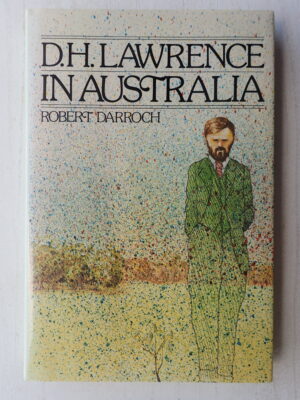 D.H. LAWRENCE
IN AUSTRALIA
ROBERT DARROCH